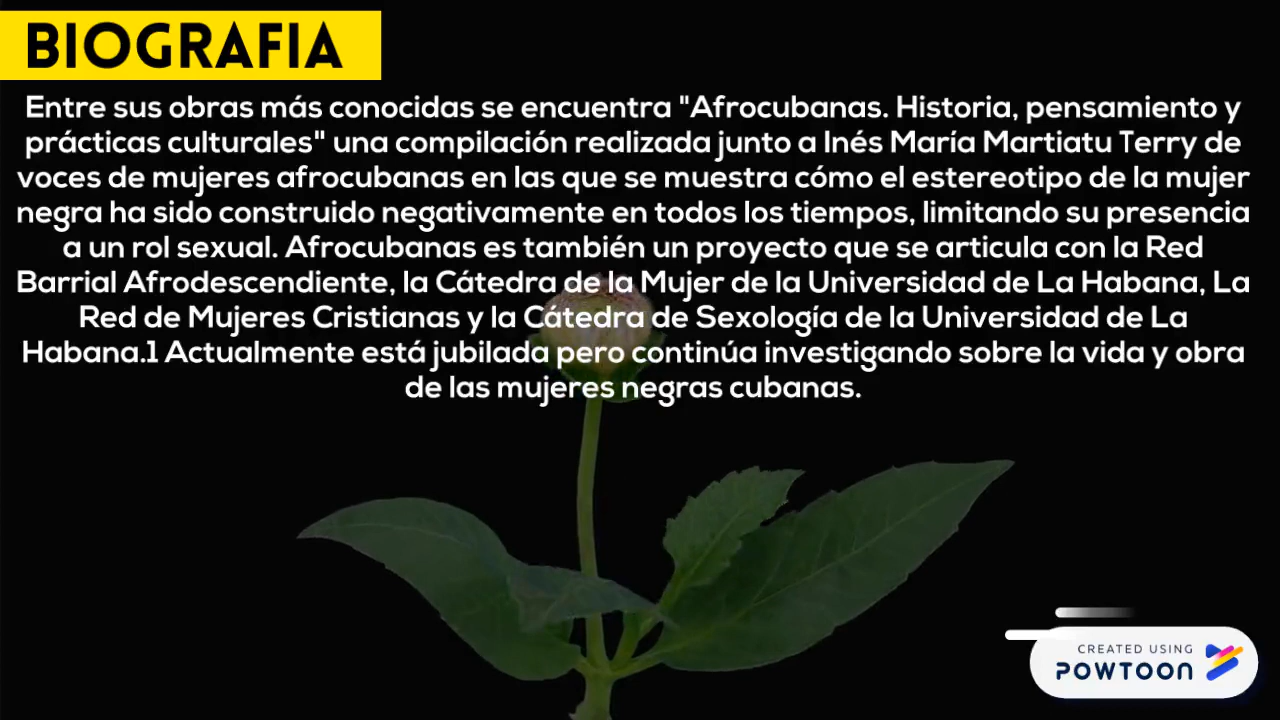 BIOGRAFIA
Entre sus obras más conocidas se encuentra "Afrocubanas. Historia, pensamiento y
prácticas culturales" una compilación realizada junto a Inés María Martiatu Terry de
voces de mujeres afrocubanas en las que se muestra cómo el estereotipo de la mujer
negra ha sido construido negativamente en todos los tiempos, limitando su presencia
a un rol sexual. Afrocubanas es también un proyecto que se articula con la Red
Barrial Afrodescendiente, la Cátedra de la Mujer de la Universidad de La Habana, La
Red de Mujeres Cristianas y la Cátedra de Sexología de la Universidad de La
Habana.1 Actualmente está jubilada pero continúa investigando sobre la vida y obra
de las mujeres negras cubanas.
CREATED USING
POWTOON